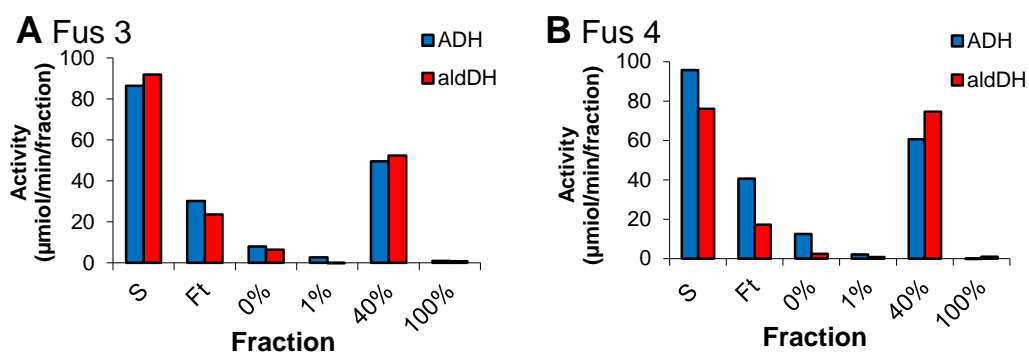 A Fus 3
ADH
aldDH
100
80
60
40
20
0
Activity
(µmiol/min/fraction)
S
Ft
0%
1%
40%
100%
Fraction
B Fus 4
ADH
aldDH
100
80
60
40
20
0
Activity
(µmiol/min/fraction)
S
Ft
0%
1%
40%
100%
Fraction